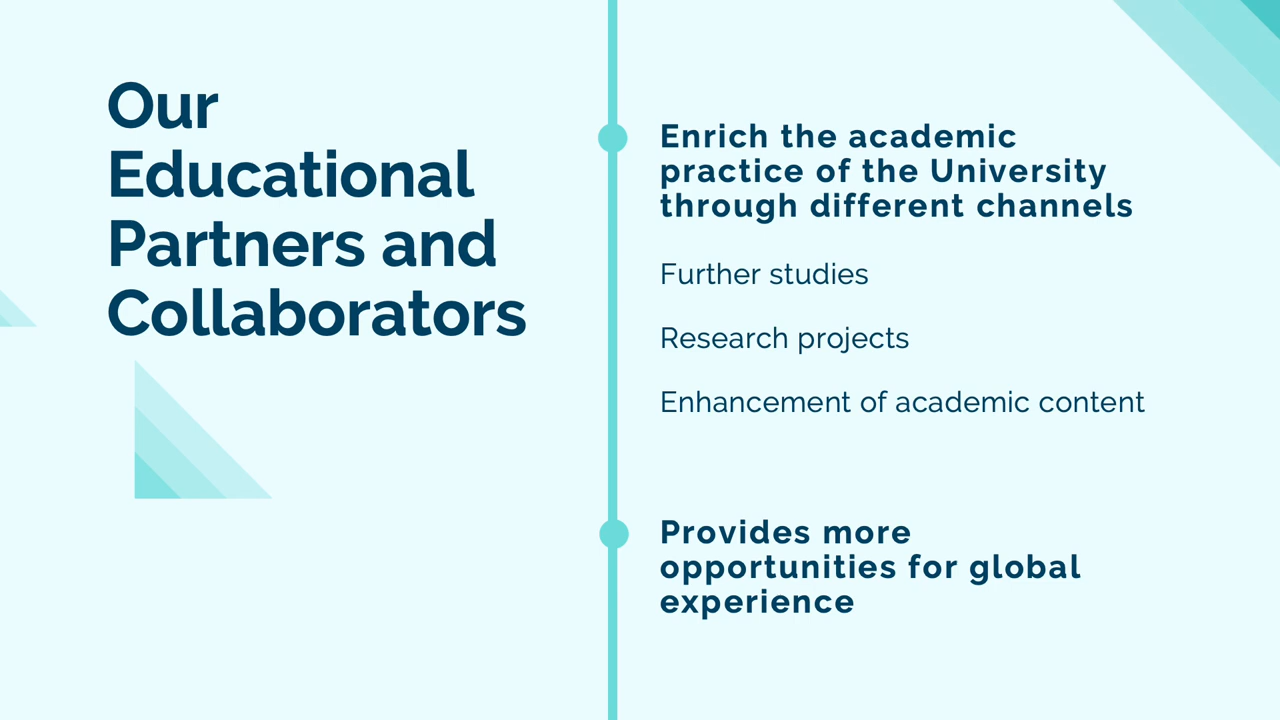 Our
Educational
Partners and
Collaborators
Enrich the academic
practice of the University
through different channels
Further studies
Research projects
Enhancement of academic content
Provides more
opportunities for global
experience